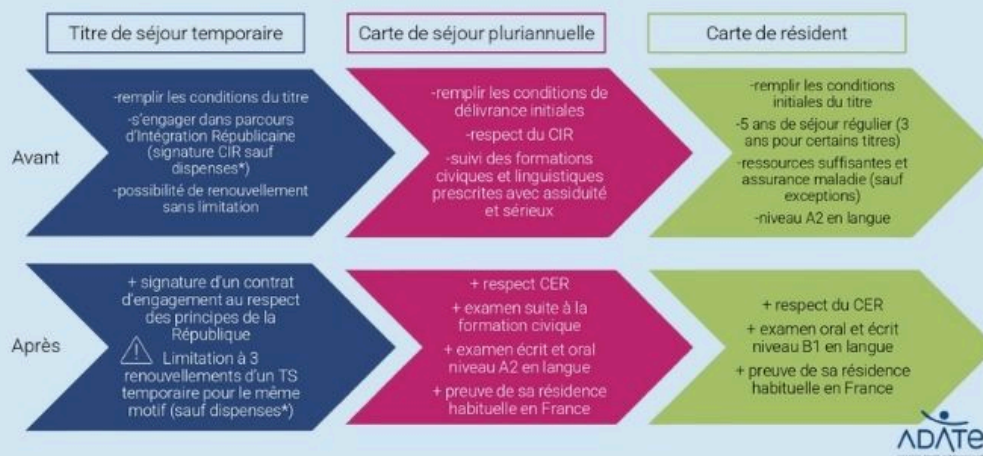 Titre de séjour temporaire
Carte de séjour pluriannuelle
Carte de résident
Avant
-remplir les conditions du titre
-s'engager dans parcours
d'Intégration Républicaine
(signature CIR sauf
dispenses*)
-possibilité de renouvellement
sans limitation
-remplir les conditions de
délivrance initiales
-respect du CIR
-suivi des formations
civiques et linguistiques
prescrites avec assiduité
et sérieux
-remplir les conditions
initiales du titre
-5 ans de séjour régulier (3
ans pour certains titres)
-ressources suffisantes et
assurance maladie (sauf
exceptions)
-niveau A2 en langue
Après
+ signature d'un contrat
d'engagement au respect
des principes de la
République
Limitation à 3
renouvellements d'un TS
temporaire pour le même
motif (sauf dispenses*)
+ respect CER
+ examen suite à la
formation civique
+ examen écrit et oral
niveau A2 en langue
+ preuve de sa résidence
habituelle en France
+ respect du CER
+ examen oral et écrit
niveau B1 en langue
+ preuve de sa résidence
habituelle en France
ADATE